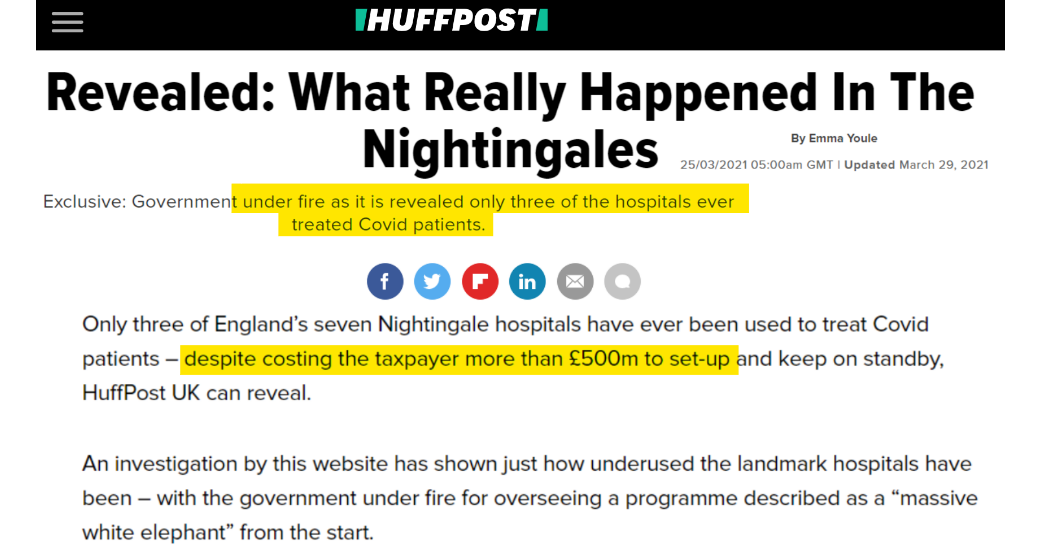 HUFFPOST
Revealed: What Really Happened In The
Nightingales
By Emma Youle
25/03/2021 05:00am GMT | Updated March 29, 2021
Exclusive: Government under fire as it is revealed only three of the hospitals ever
treated Covid patients.
f
in
Only three of England's seven Nightingale hospitals have ever been used to treat Covid
patients – despite costing the taxpayer more than £500m to set-up and keep on standby,
HuffPost UK can reveal.
An investigation by this website has shown just how underused the landmark hospitals have
been – with the government under fire for overseeing a programme described as a “massive
white elephant” from the start.